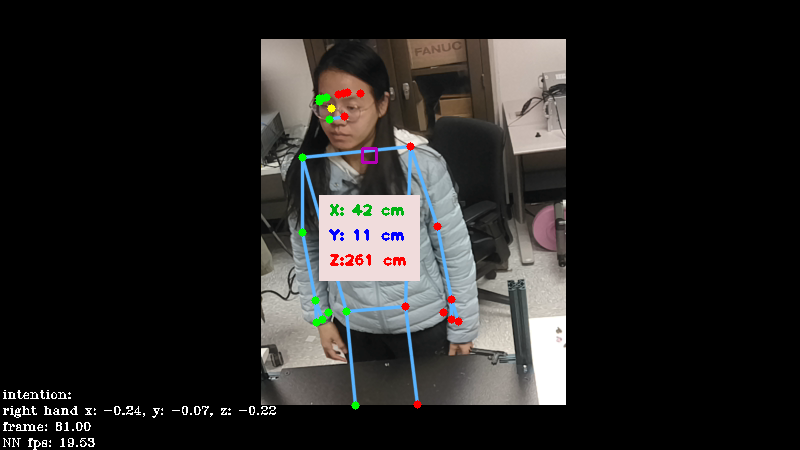 FANUC
X: 42 cm
Y: 11 cm
Z:261 cm
intention:
right hand x: -0.24, y: -0.07, z: -0.22
frame: 81.00
NN fps: 19.53